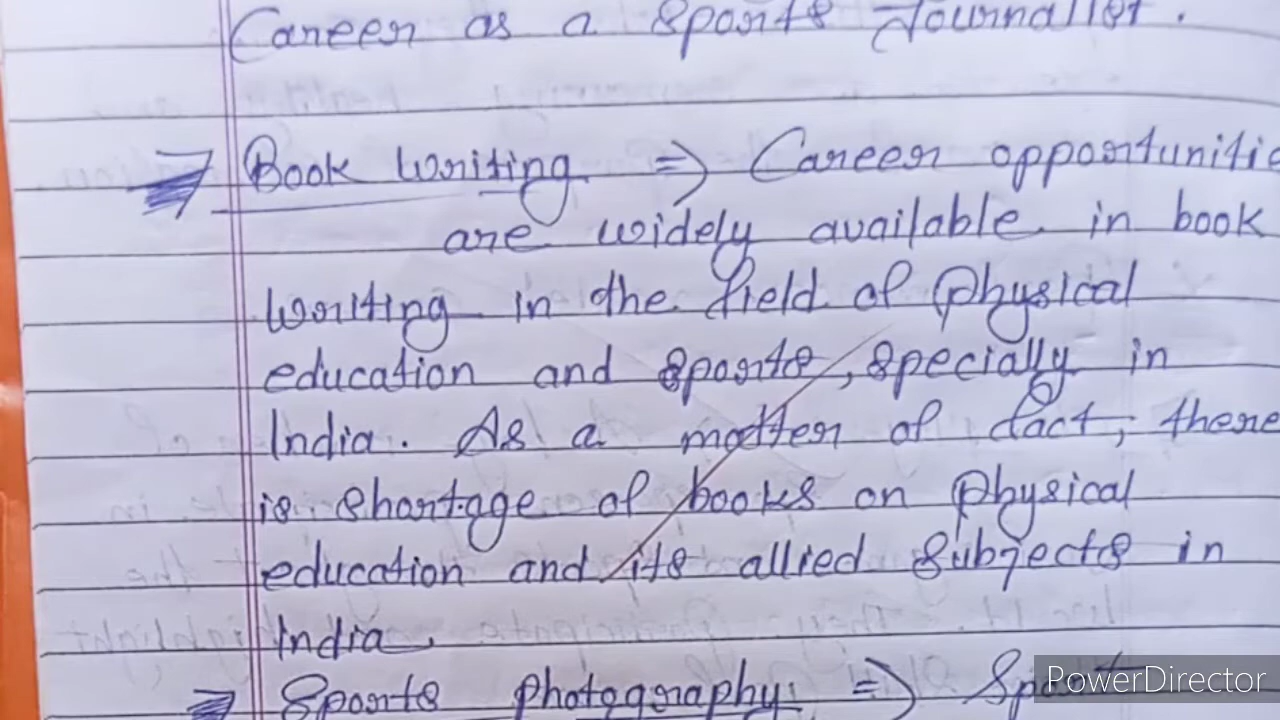 Career as a Sports Journalist.
Book Writing => Career opportunitie
are widely available in book
writing in the field of physical
education and sports, specially in
India. As a matter of fact, there
is shortage of books on physical
education and its allied subjects in
India.
Sports photography: => Sport
PowerDirector